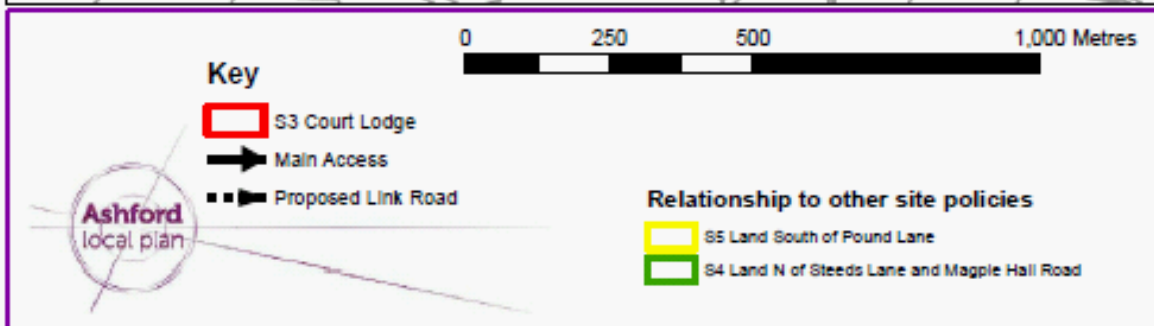 0 250 500 1,000 Metres
Key
S3 Court Lodge
Main Access
Proposed Link Road
Ashford
local plan
Relationship to other site policies
S5 Land South of Pound Lane
S4 Land N of Steeds Lane and Magpie Hall Road